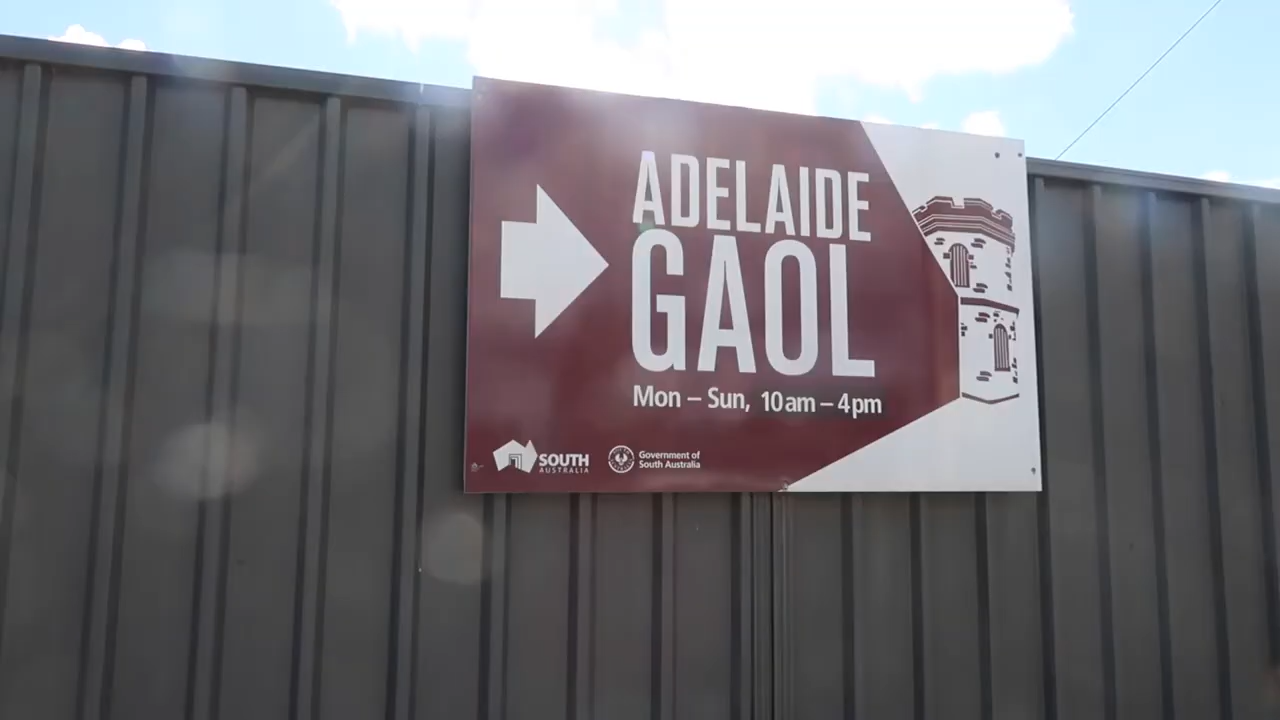 ADELAIDE
GAOL
Mon – Sun, 10am – 4pm
SOUTH
AUSTRALIA
Government of
South Australia